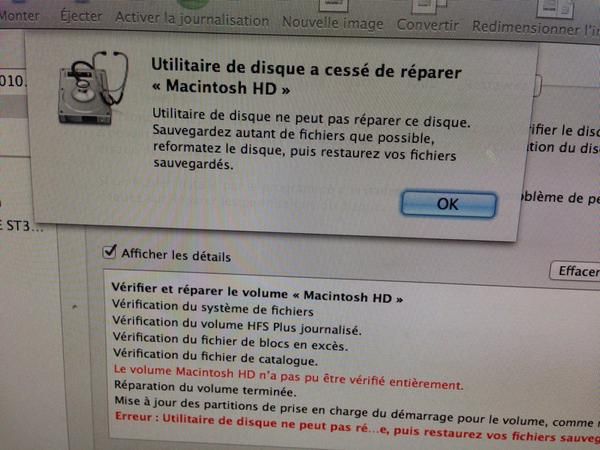 Monter Éjecter Activer la journalisation Nouvelle image Convertir Redimensionner l'i
010.
Utilitaire de disque a cessé de réparer
« Macintosh HD »
Utilitaire de disque ne peut pas réparer ce disque.
Sauvegardez autant de fichiers que possible,
reformatez le disque, puis restaurez vos fichiers
sauvegardés.
ifier le disq
tion du dis
blème de pe
OK
E ST3...
Afficher les détails
Effacer
Vérifier et réparer le volume « Macintosh HD »
Vérification du système de fichiers
Vérification du volume HFS Plus journalisé.
Vérification du fichier de blocs en excès.
Vérification du fichier de catalogue.
Le volume Macintosh HD n'a pas pu être vérifié entièrement.
Réparation du volume terminée.
Mise à jour des partitions de prise en charge du démarrage pour le volume, comme n
Erreur : Utilitaire de disque ne peut pas ré...e, puis restaurez vos fichiers sauveg